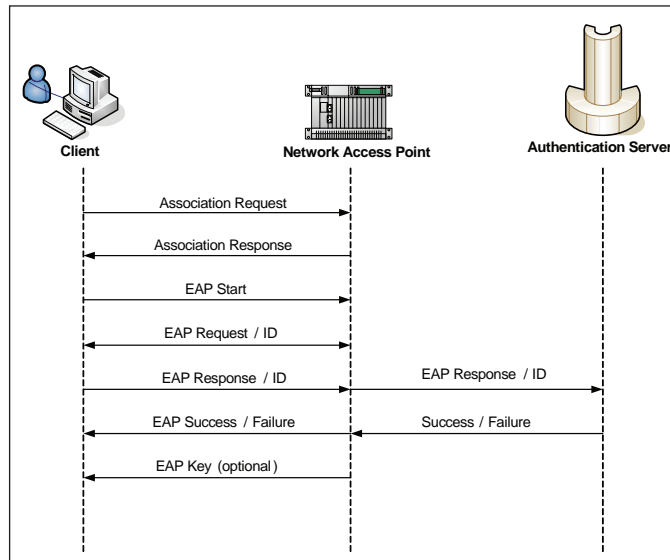 Client
Network Access Point
Authentication Server
Association Request
Association Response
EAP Start
EAP Request / ID
EAP Response / ID
EAP Response / ID
EAP Success / Failure
Success / Failure
EAP Key (optional)